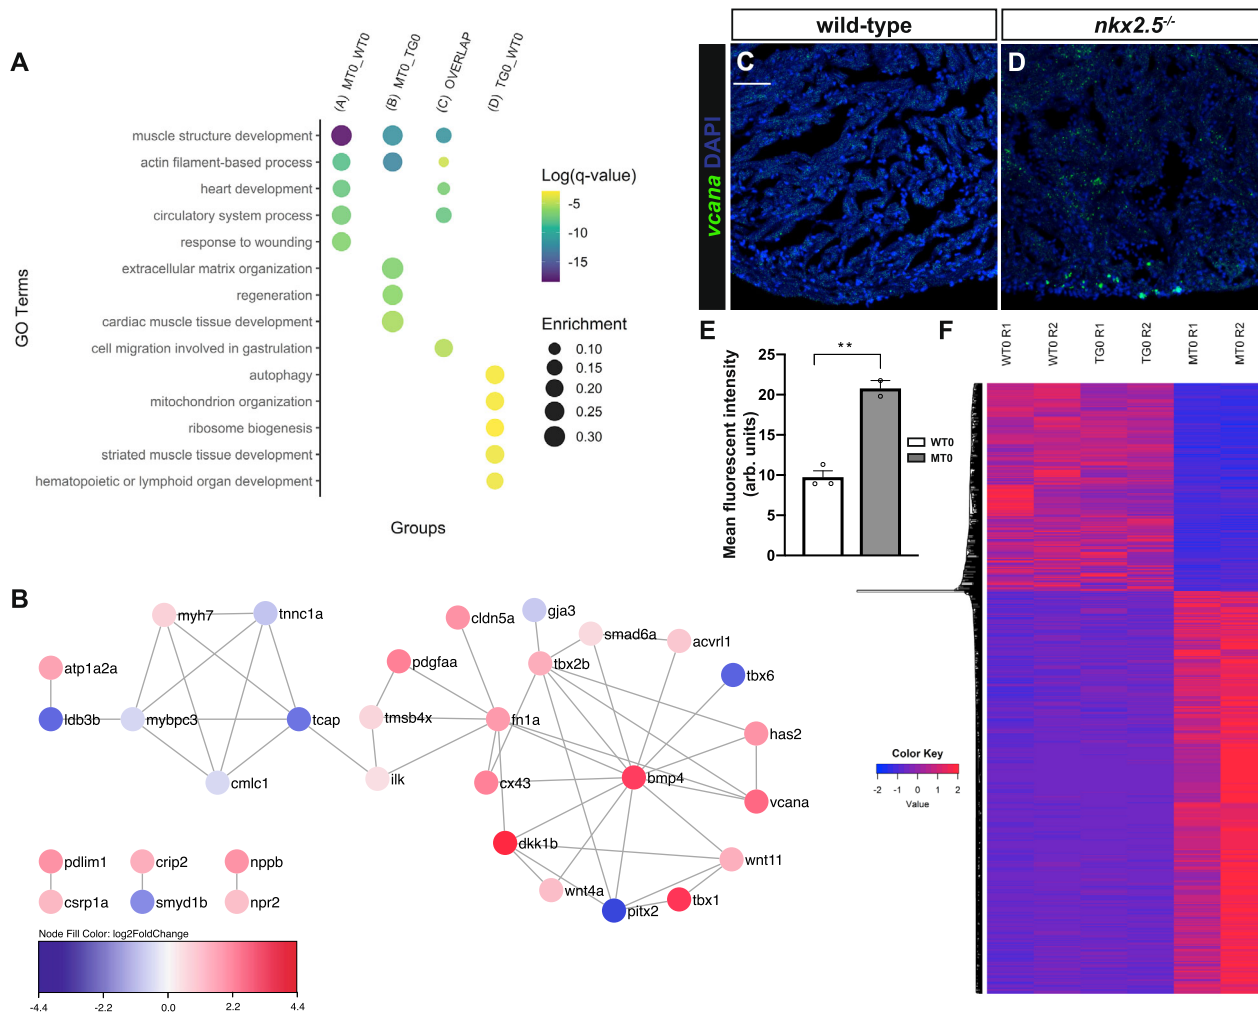 A
(A) MT0_WT0
(B) MT0_TG0
(C) OVERLAP
(D) TG0_WT0
muscle structure development
actin filament-based process
heart development
circulatory system process
response to wounding
extracellular matrix organization
regeneration
cardiac muscle tissue development
cell migration involved in gastrulation
autophagy
mitochondrion organization
ribosome biogenesis
striated muscle tissue development
hematopoietic or lymphoid organ development
GO Terms
Groups
Log(q-value)
-5
-10
-15
Enrichment
0.10
0.15
0.20
0.25
0.30
wild-type
nkx2.5-/-
vcana DAPI
C
D
E
Mean fluorescent intensity
(arb. units)
25
20
15
10
5
0
**
WT0
MT0
F
WT0 R1
WT0 R2
TG0 R1
TG0 R2
MT0 R1
MT0 R2
Color Key
-2 -1 0 1 2
Value
B
myh7
tnnc1a
atp1a2a
ldb3b
mybpc3
tcap
cmlc1
cldn5a
gja3
smad6a
acvrl1
pdgfaa
tbx2b
tbx6
tmsb4x
fn1a
has2
ilk
cx43
bmp4
vcana
dkk1b
wnt11
wnt4a
pitx2
tbx1
pdlim1
crip2
nppb
csrp1a
smyd1b
npr2
Node Fill Color: log2FoldChange
-4.4 -2.2 0.0 2.2 4.4